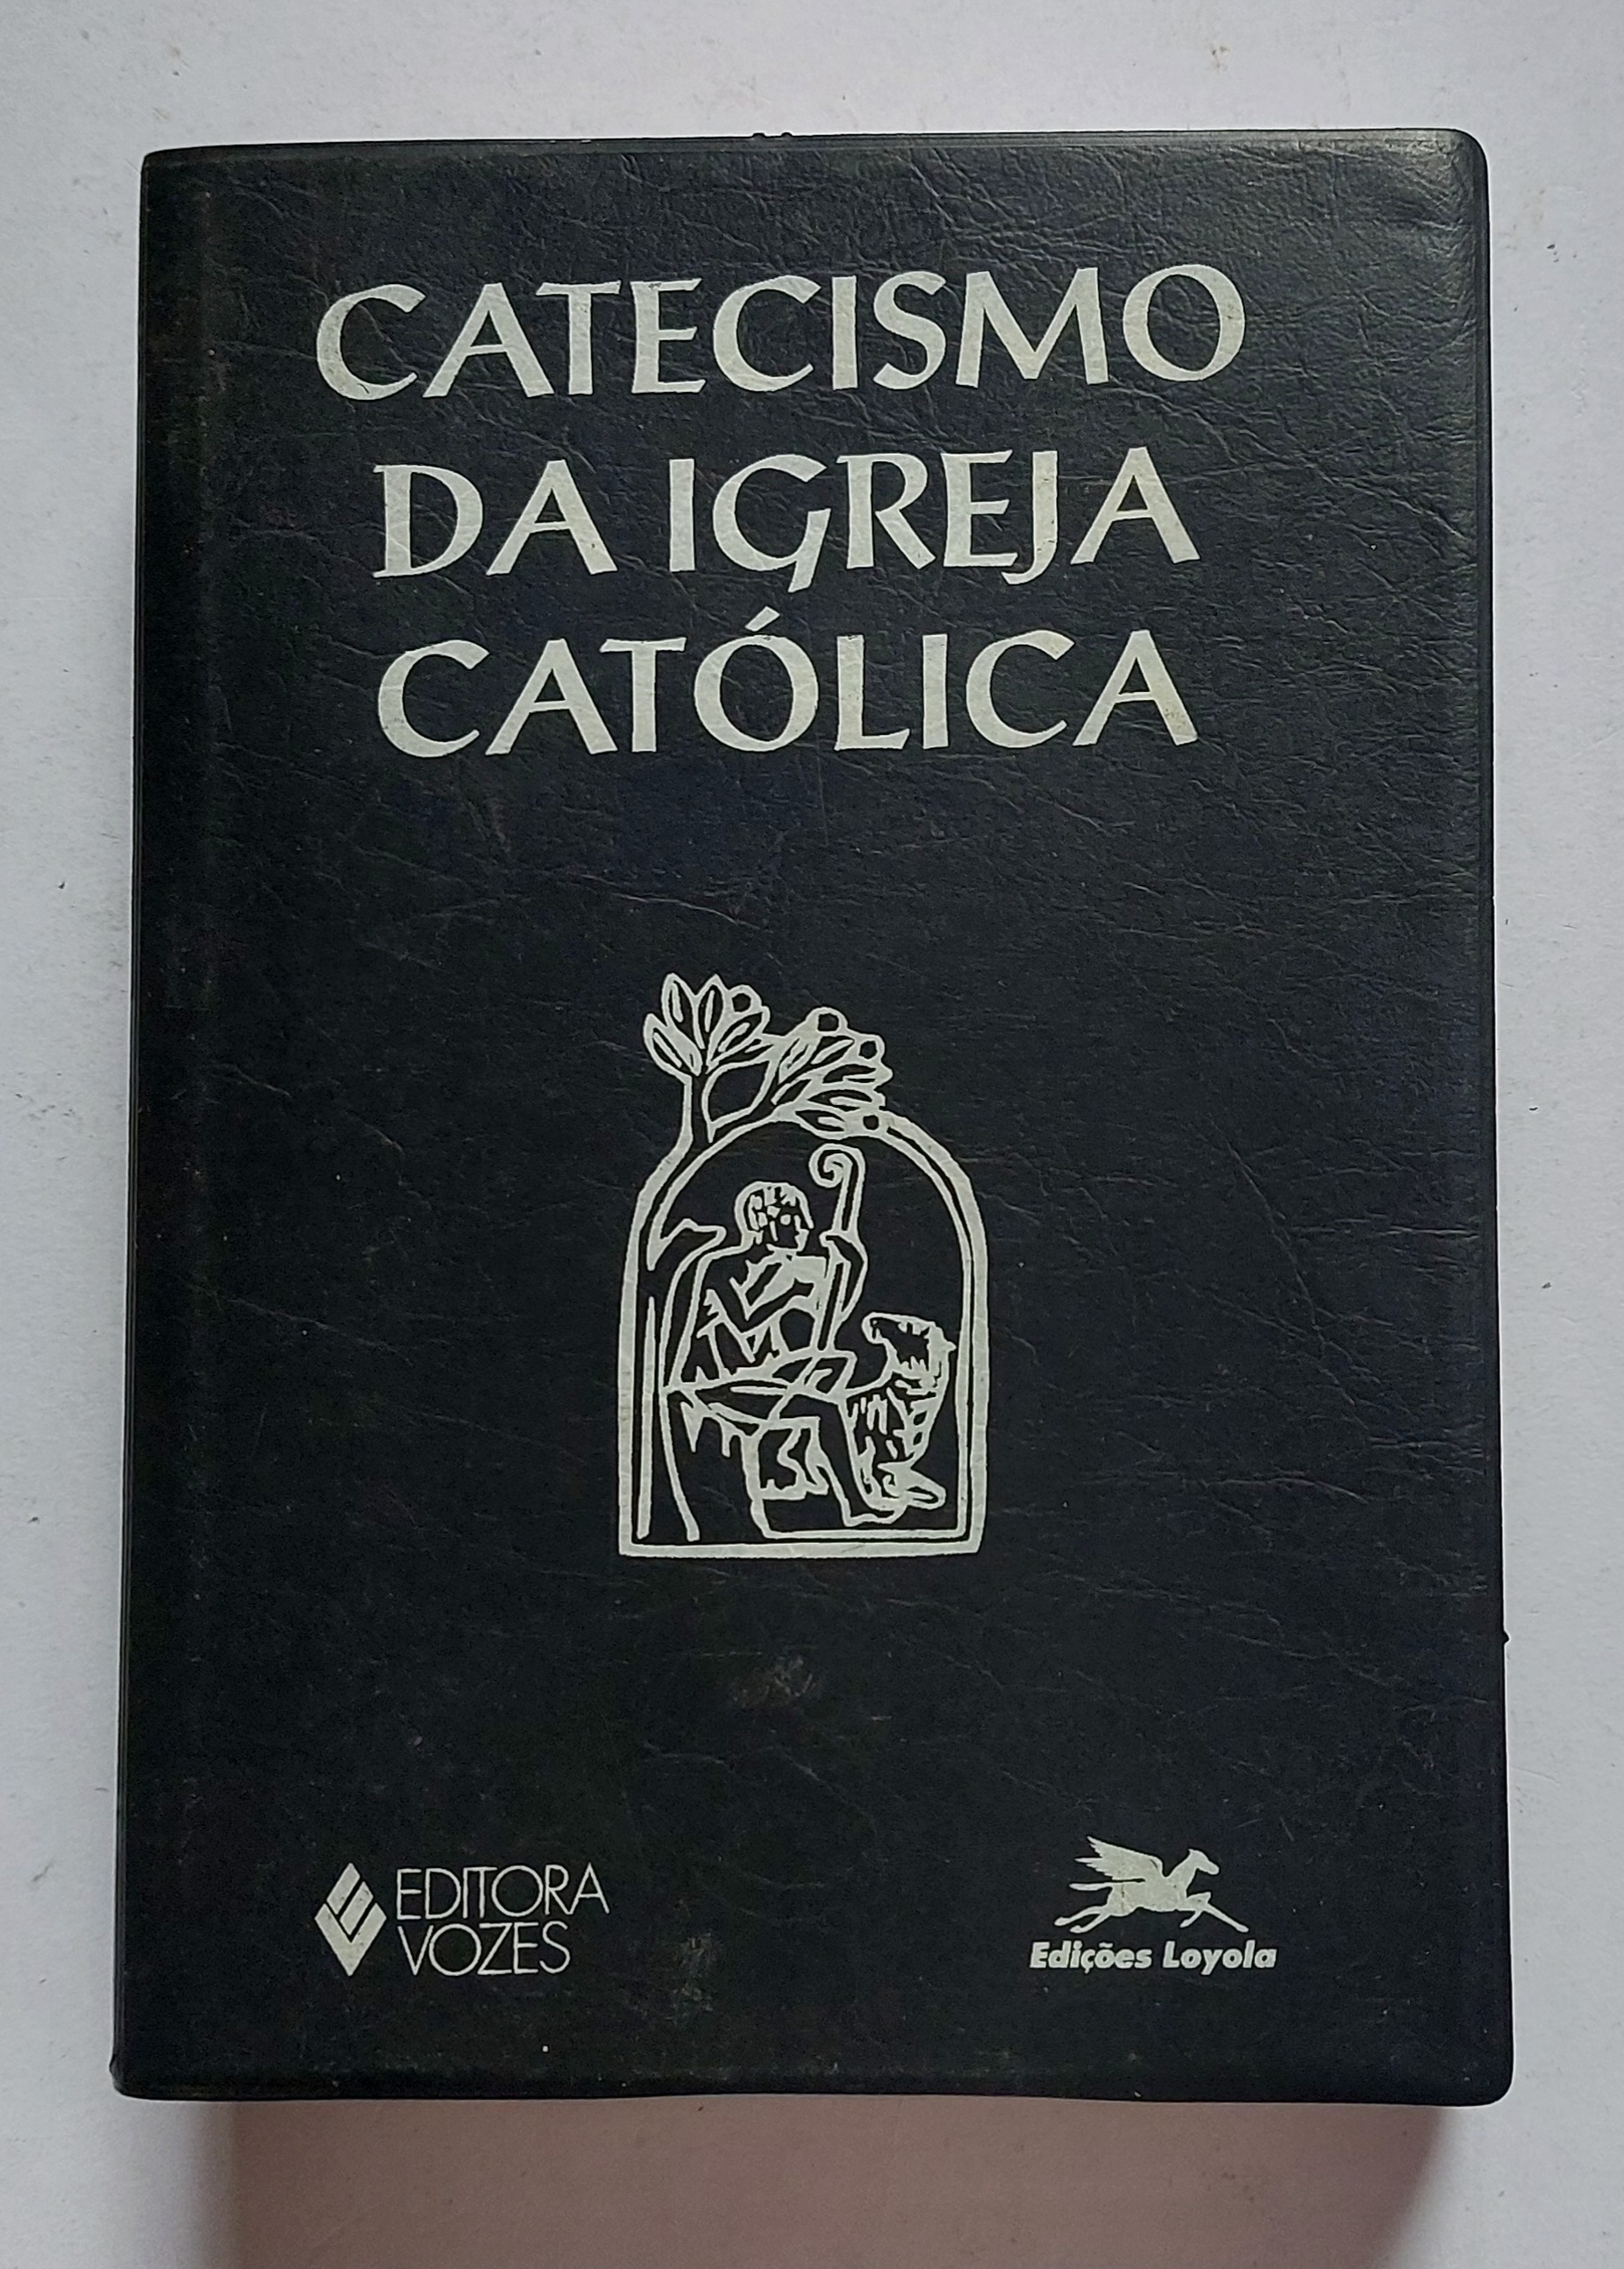 CATECISMO
DA IGREJA
CATÓLICA
EDITORA
VOZES
Edições Loyola